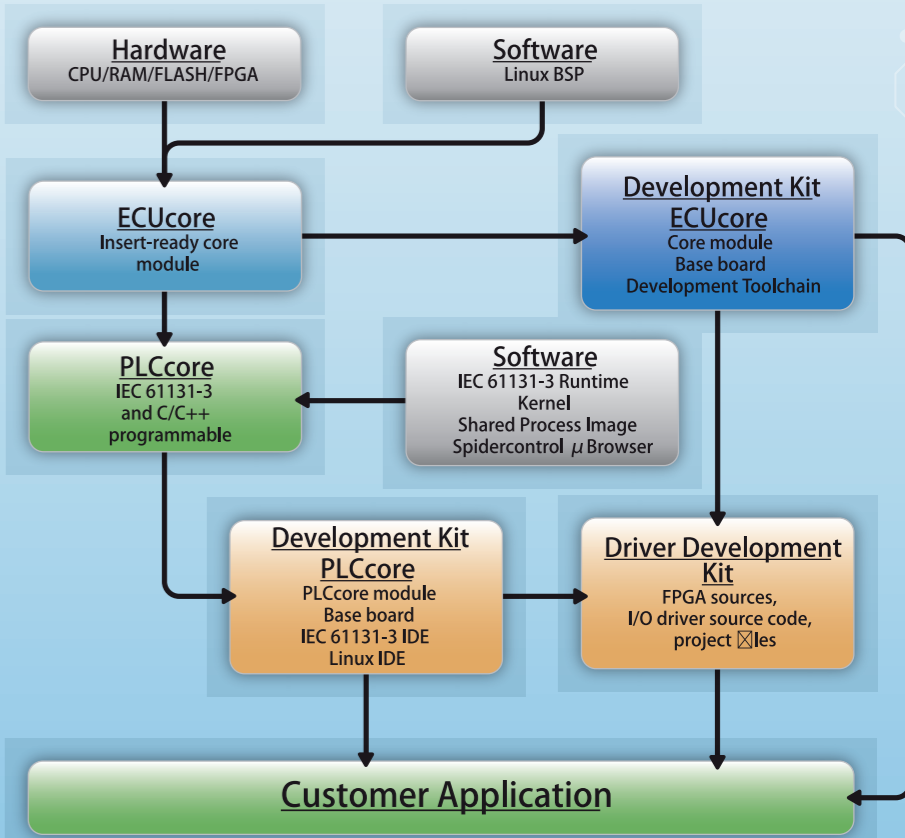 Hardware
CPU/RAM/FLASH/FPGA
Software
Linux BSP
ECUcore
Insert-ready core
module
Development Kit
ECUcore
Core module
Base board
Development Toolchain
PLCcore
IEC 61131-3
and C/C++
programmable
Software
IEC 61131-3 Runtime
Kernel
Shared Process Image
Spidercontrol µ Browser
Development Kit
PLCcore
PLCcore module
Base board
IEC 61131-3 IDE
Linux IDE
Driver Development
Kit
FPGA sources,
I/O driver source code,
project ☒les
Customer Application